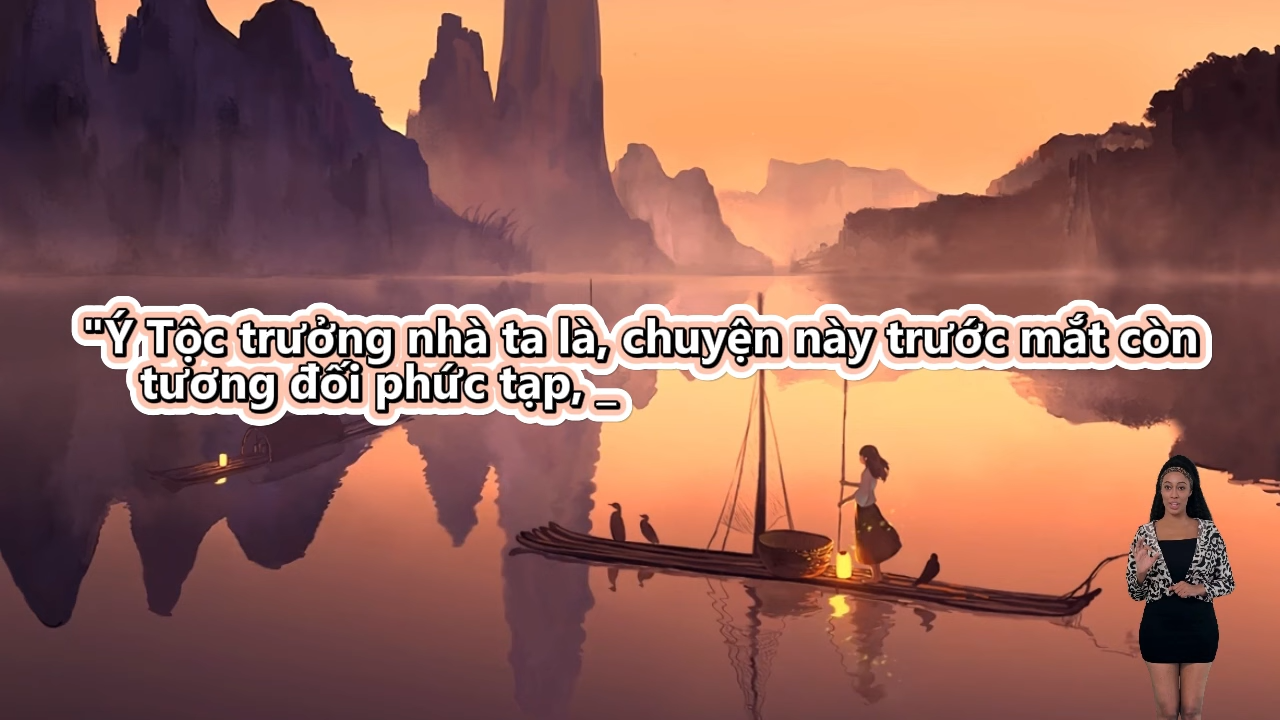 "Ý Tộc trưởng nhà ta là, chuyện này trước mắt còn
tương đối phức tạp, _